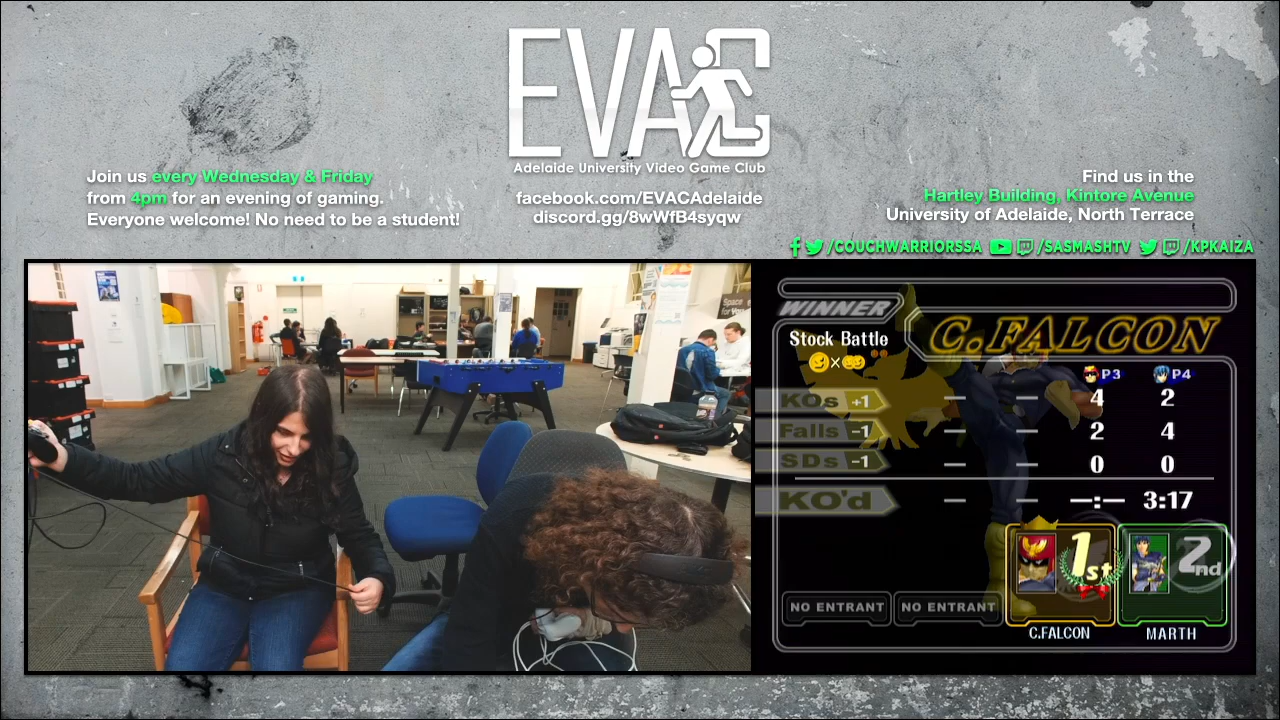 EVAC
Adelaide University Video Game Club
Join us every Wednesday & Friday
from 4pm for an evening of gaming.
Everyone welcome! No need to be a student!
facebook.com/EVACAdelaide
discord.gg/8wWfB4syqw
Find us in the
Hartley Building, Kintore Avenue
University of Adelaide, North Terrace
/COUCHWARRIORSSA /SASMASHTV /KPKAIZA
Space
WINNER
C.FALCON
Stock Battle
×
P3 P4
KOs +1 — — 4 2
Falls -1 — — 2 4
SDs -1 — — 0 0
KO'd — — —:— 3:17
1st 2nd
NO ENTRANT NO ENTRANT
C.FALCON MARTH